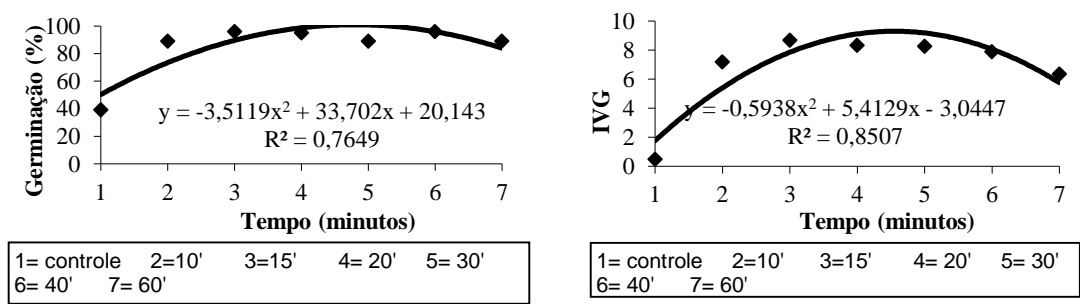 Germinação (%)
100
80
60
40
20
0
y = -3,5119x² + 33,702x + 20,143
R² = 0,7649
1 2 3 4 5 6 7
Tempo (minutos)
1= controle 2=10' 3=15' 4= 20' 5= 30'
6= 40' 7= 60'
IVG
10
8
6
4
2
0
y = -0,5938x² + 5,4129x - 3,0447
R² = 0,8507
1 2 3 4 5 6 7
Tempo (minutos)
1= controle 2=10' 3=15' 4= 20' 5= 30'
6= 40' 7= 60'